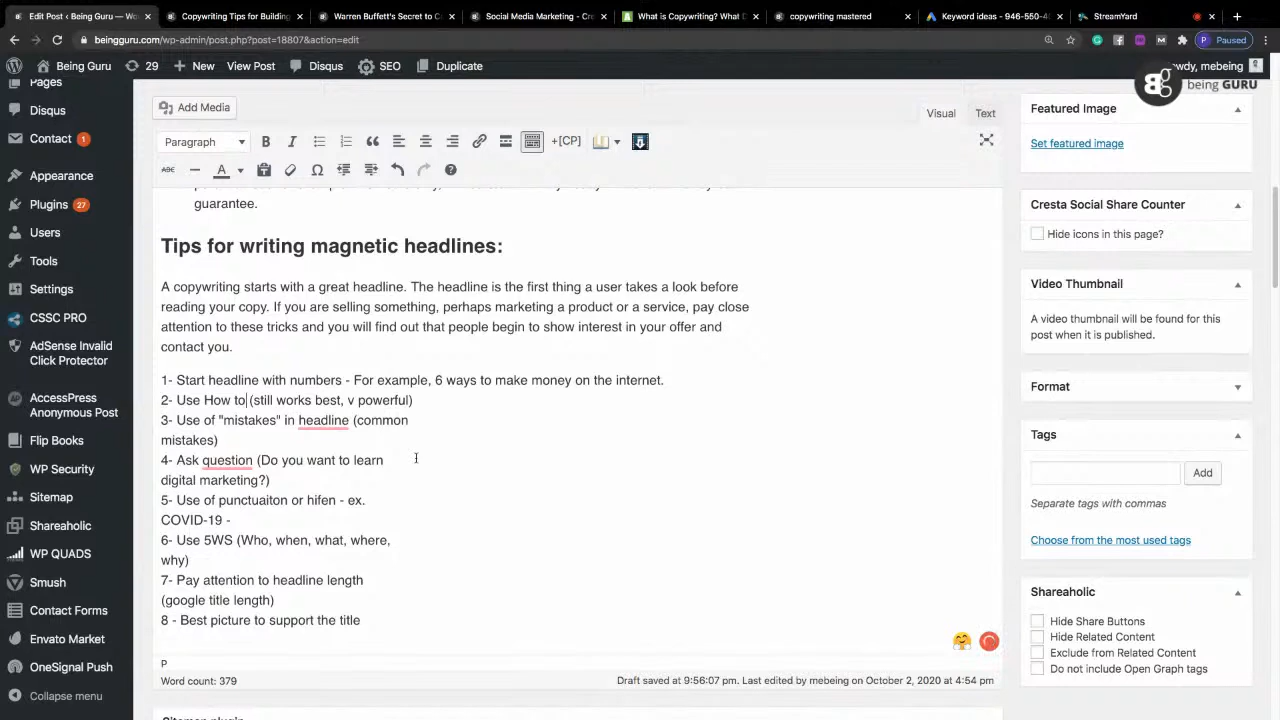 Edit Post ‹ Being Guru — Wo
Copywriting Tips for Building
Warren Buffett's Secret to C
Social Media Marketing - Cre
What is Copywriting? What D
copywriting mastered
Keyword ideas - 946-550-4
StreamYard
beingguru.com/wp-admin/post.php?post=18807&action=edit
Paused
Being Guru
29
New
View Post
Disqus
SEO
Duplicate
wdy, mebeing
being GURU
Pages
Disqus
Contact 1
Appearance
Plugins 27
Users
Tools
Settings
CSSC PRO
AdSense Invalid
Click Protector
AccessPress
Anonymous Post
Flip Books
WP Security
Sitemap
Shareaholic
WP QUADS
Smush
Contact Forms
Envato Market
OneSignal Push
Collapse menu
Add Media
Visual
Text
Paragraph
B I
+[CP]
ABC
A
guarantee.
Tips for writing magnetic headlines:
A copywriting starts with a great headline. The headline is the first thing a user takes a look before
reading your copy. If you are selling something, perhaps marketing a product or a service, pay close
attention to these tricks and you will find out that people begin to show interest in your offer and
contact you.
1- Start headline with numbers - For example, 6 ways to make money on the internet.
2- Use How to (still works best, v powerful)
3- Use of "mistakes" in headline (common
mistakes)
4- Ask question (Do you want to learn
digital marketing?)
5- Use of punctuaiton or hifen - ex.
COVID-19 -
6- Use 5WS (Who, when, what, where,
why)
7- Pay attention to headline length
(google title length)
8 - Best picture to support the title
P
Word count: 379
Draft saved at 9:56:07 pm. Last edited by mebeing on October 2, 2020 at 4:54 pm
Featured Image
Set featured image
Cresta Social Share Counter
Hide icons in this page?
Video Thumbnail
A video thumbnail will be found for this
post when it is published.
Format
Tags
Add
Separate tags with commas
Choose from the most used tags
Shareaholic
Hide Share Buttons
Hide Related Content
Exclude from Related Content
Do not include Open Graph tags